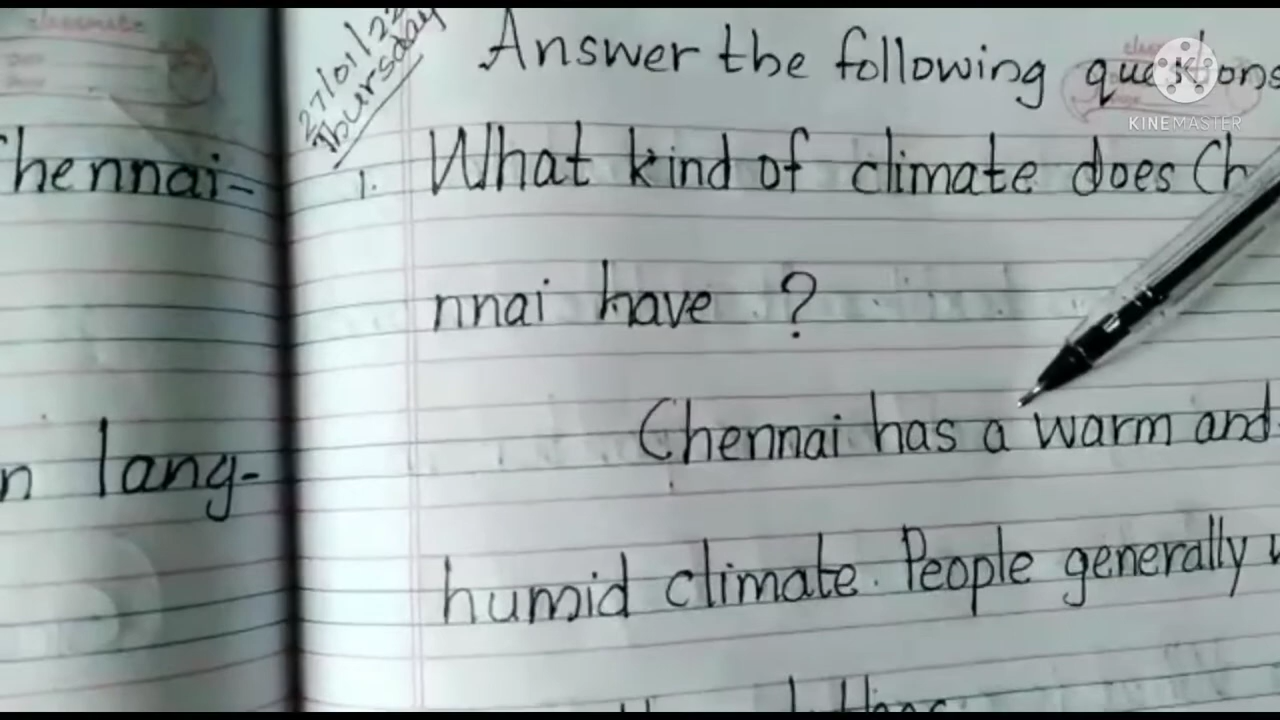 hennai-
n lang-
27/01/22
Thursday
Answer the following questions
1. What kind of climate does Ch
nnai have ?
Chennai has a warm and
humid climate. People generally
KINEMASTER